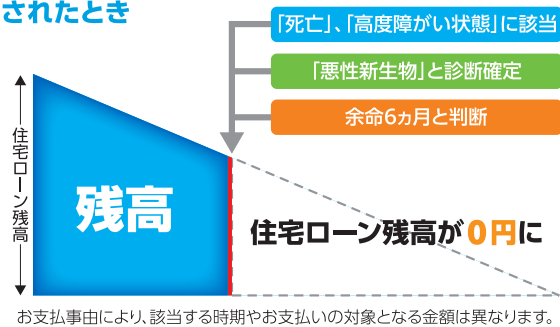 されたとき
「死亡」、「高度障がい状態」に該当
「悪性新生物」と診断確定
余命6ヵ月と判断
住宅ローン残高
残高
住宅ローン残高が0円に
お支払事由により、該当する時期やお支払いの対象となる金額は異なります。